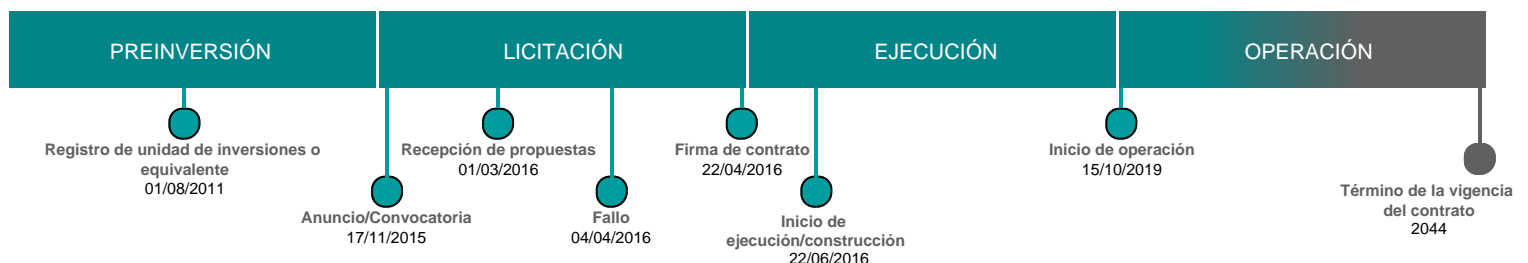 PREINVERSIÓN
LICITACIÓN
EJECUCIÓN
OPERACIÓN
Registro de unidad de inversiones o
equivalente
01/08/2011
Anuncio/Convocatoria
17/11/2015
Recepción de propuestas
01/03/2016
Fallo
04/04/2016
Firma de contrato
22/04/2016
Inicio de
ejecución/construcción
22/06/2016
Inicio de operación
15/10/2019
Término de la vigencia
del contrato
2044